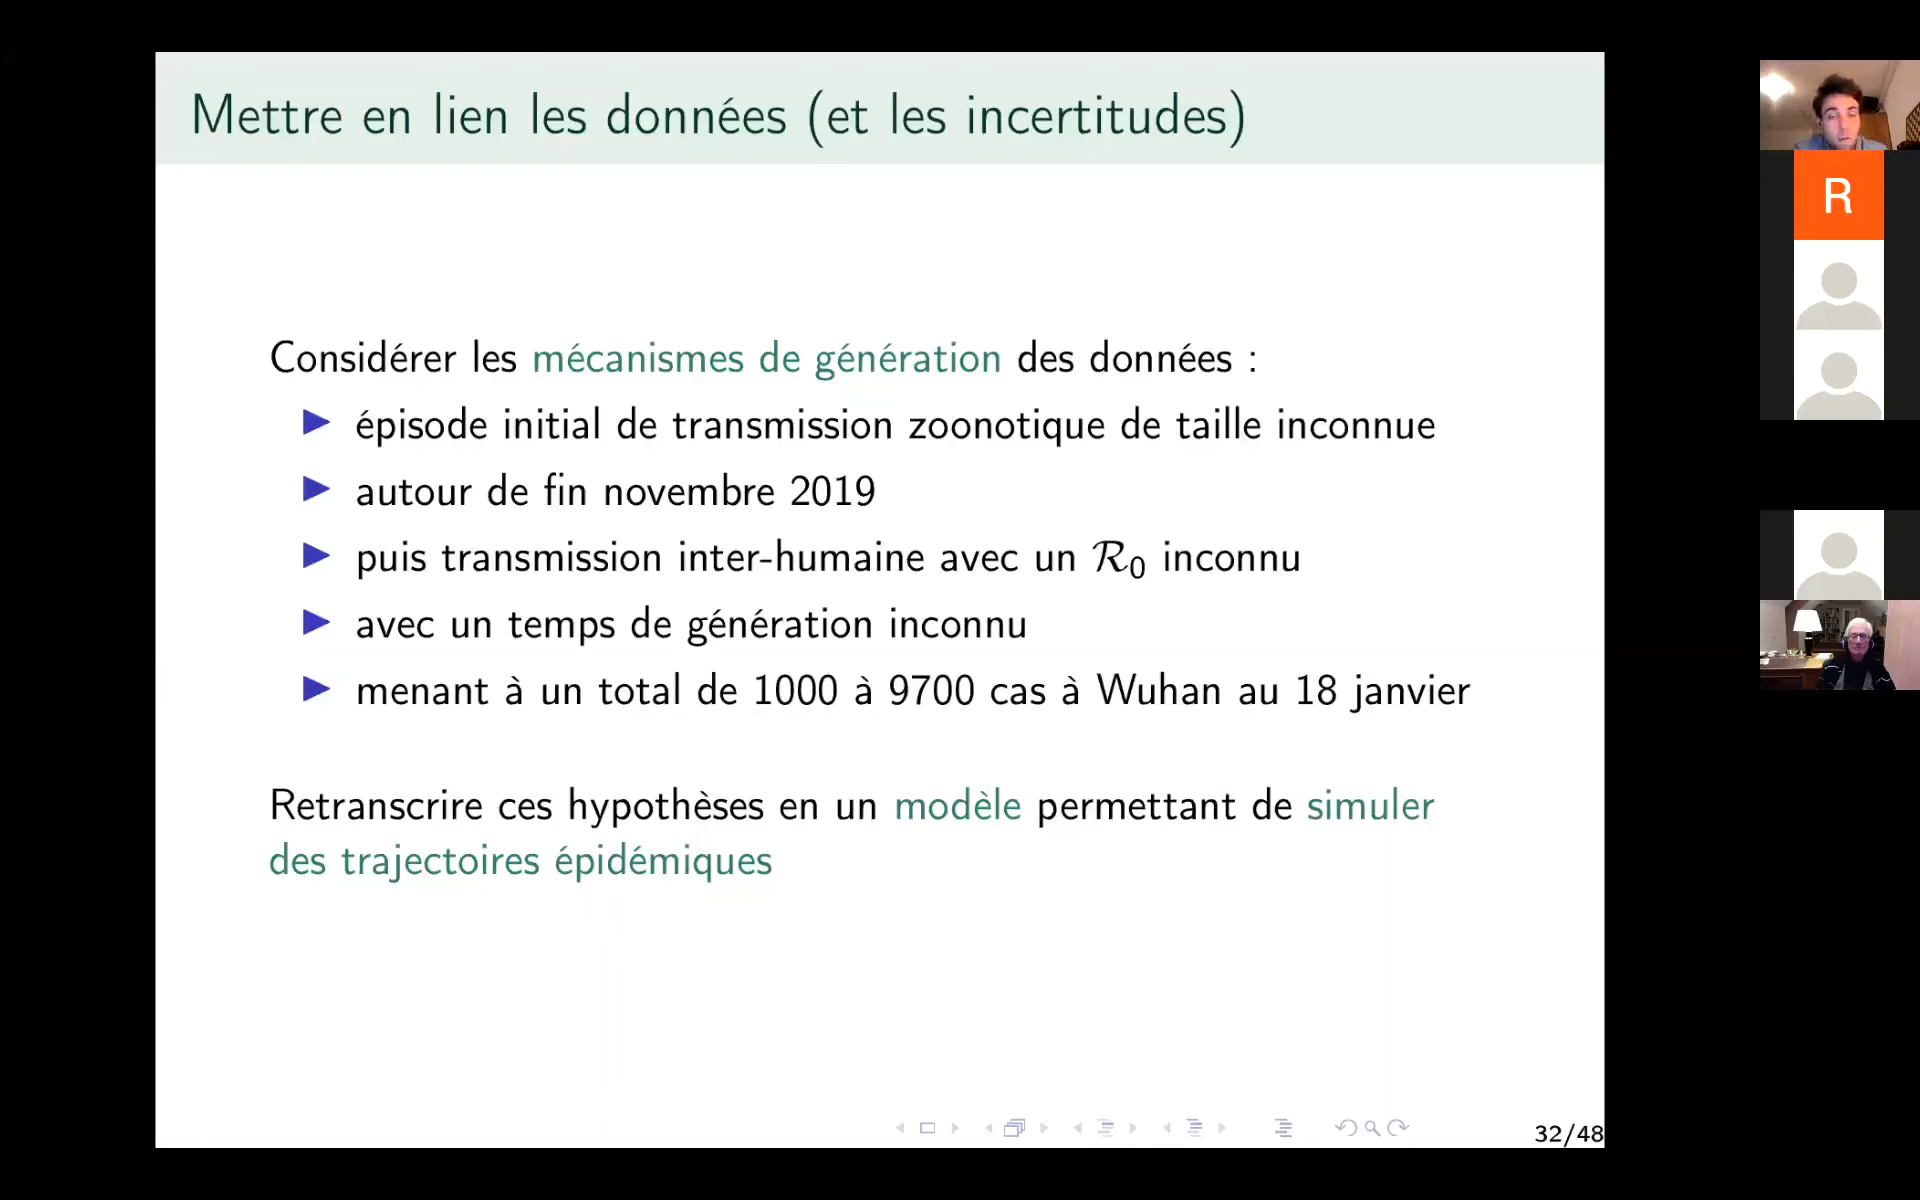 Mettre en lien les données (et les incertitudes)
Considérer les mécanismes de génération des données :
épisode initial de transmission zoonotique de taille inconnue
autour de fin novembre 2019
puis transmission inter-humaine avec un R₀ inconnu
avec un temps de génération inconnu
menant à un total de 1000 à 9700 cas à Wuhan au 18 janvier
Retranscrire ces hypothèses en un modèle permettant de simuler
des trajectoires épidémiques
32/48
R